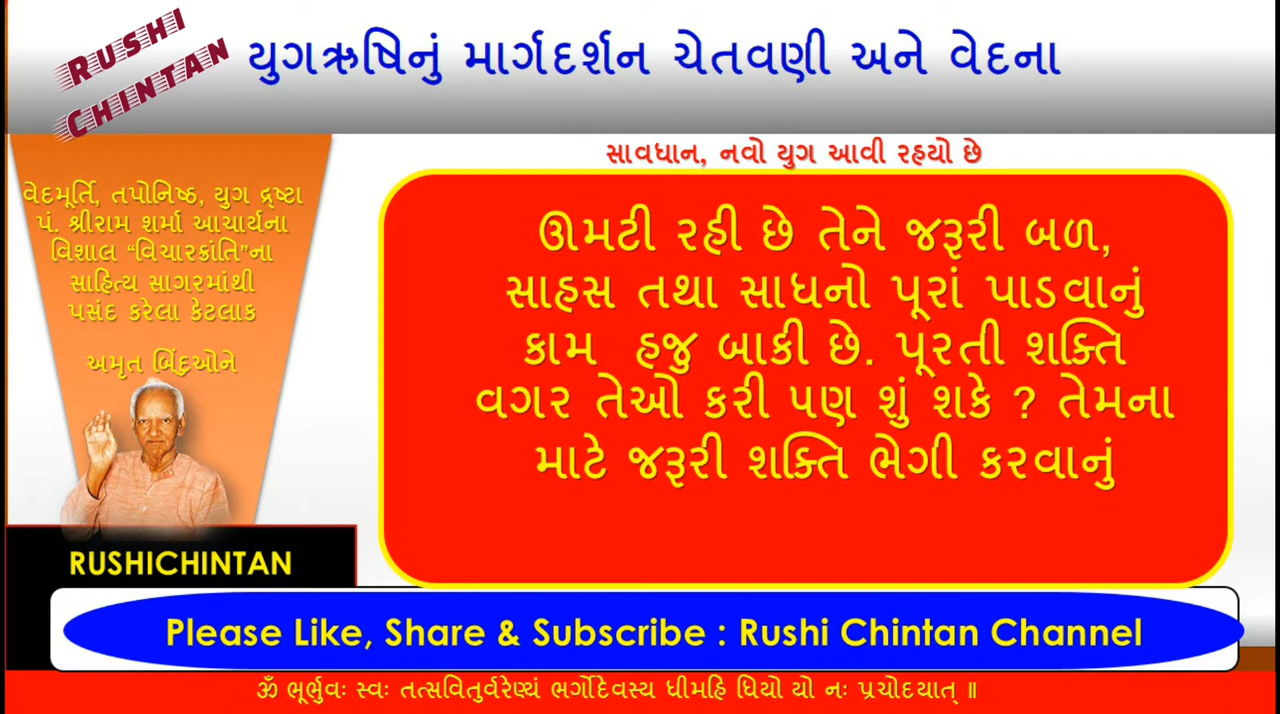 RUSHI
CHINTAN
યુગઋષિનું માર્ગદર્શન ચેતવણી અને વેદના
સાવધાન, નવો યુગ આવી રહયો છે
વેદમૂર્તિ, તપોનિષ્ઠ, યુગ દ્રષ્ટા
પં. શ્રીરામ શર્મા આચાર્યના
વિશાલ “વિચારક્રાંતિ”ના
સાહિત્ય સાગરમાંથી
પસંદ કરેલા કેટલાક
અમૃત બિંદુઓને
ઊમટી રહી છે તેને જરૂરી બળ,
સાહસ તથા સાધનો પૂરાં પાડવાનું
કામ હજુ બાકી છે. પૂરતી શક્તિ
વગર તેઓ કરી પણ શું શકે ? તેમના
માટે જરૂરી શક્તિ ભેગી કરવાનું
RUSHICHINTAN
Please Like, Share & Subscribe : Rushi Chintan Channel
ૐ ભૂર્ભુવઃ સ્વઃ તત્સવિતુર્વરેણ્યં ભર્ગોદેવસ્ય ધીમહિ ધિયો યો નઃ પ્રચોદયાત્ ॥